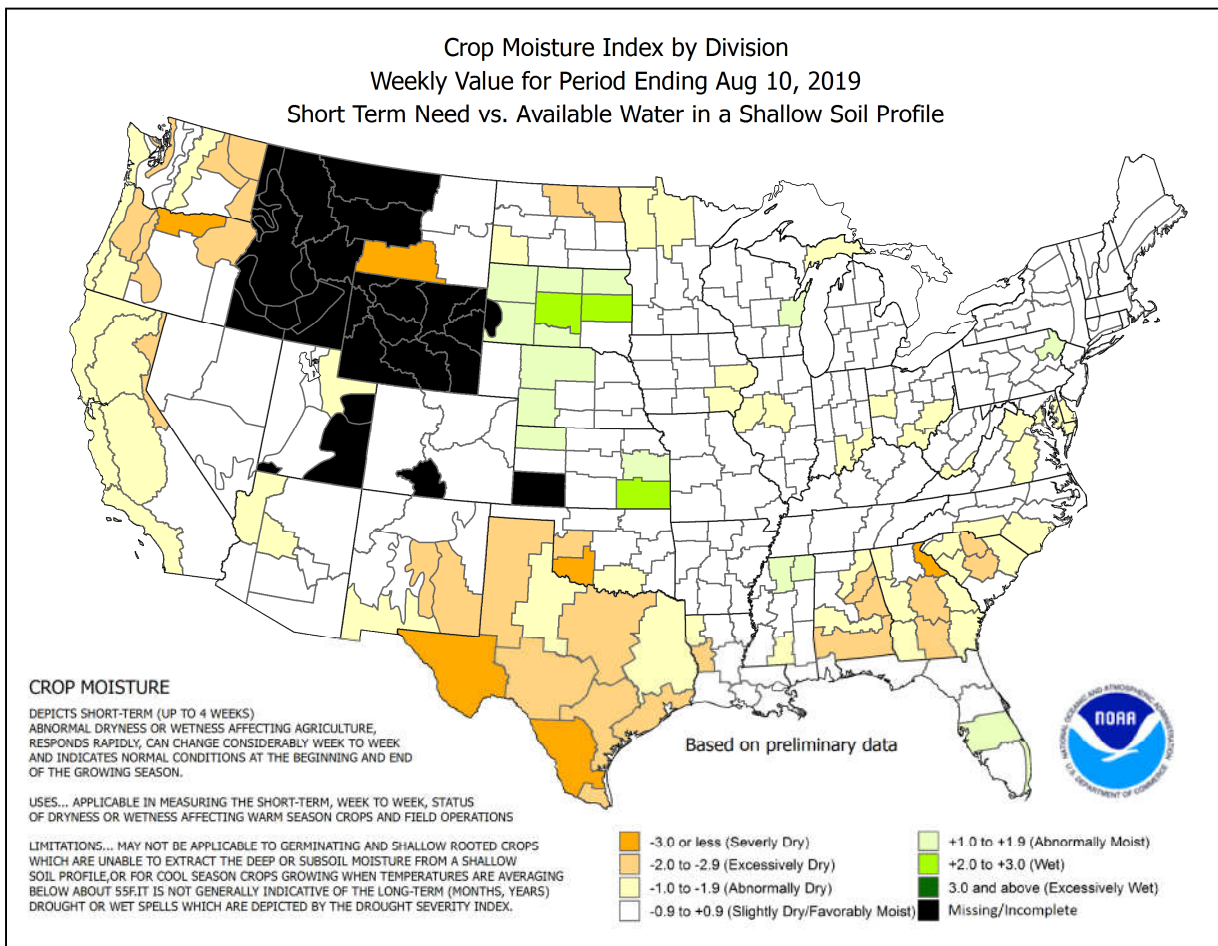 Crop Moisture Index by Division
Weekly Value for Period Ending Aug 10, 2019
Short Term Need vs. Available Water in a Shallow Soil Profile
CROP MOISTURE
DEPICTS SHORT-TERM (UP TO 4 WEEKS)
ABNORMAL DRYNESS OR WETNESS AFFECTING AGRICULTURE,
RESPONDS RAPIDLY, CAN CHANGE CONSIDERABLY WEEK TO WEEK
AND INDICATES NORMAL CONDITIONS AT THE BEGINNING AND END
OF THE GROWING SEASON.
USES... APPLICABLE IN MEASURING THE SHORT-TERM, WEEK TO WEEK, STATUS
OF DRYNESS OR WETNESS AFFECTING WARM SEASON CROPS AND FIELD OPERATIONS
LIMITATIONS... MAY NOT BE APPLICABLE TO GERMINATING AND SHALLOW ROOTED CROPS
WHICH ARE UNABLE TO EXTRACT THE DEEP OR SUBSOIL MOISTURE FROM A SHALLOW
SOIL PROFILE,OR FOR COOL SEASON CROPS GROWING WHEN TEMPERATURES ARE AVERAGING
BELOW ABOUT 55F.IT IS NOT GENERALLY INDICATIVE OF THE LONG-TERM (MONTHS, YEARS)
DROUGHT OR WET SPELLS WHICH ARE DEPICTED BY THE DROUGHT SEVERITY INDEX.
Based on preliminary data
NATIONAL OCEANIC AND ATMOSPHERIC ADMINISTRATION
NOAA
U.S. DEPARTMENT OF COMMERCE
-3.0 or less (Severly Dry)
-2.0 to -2.9 (Excessively Dry)
-1.0 to -1.9 (Abnormally Dry)
-0.9 to +0.9 (Slightly Dry/Favorably Moist)
+1.0 to +1.9 (Abnormally Moist)
+2.0 to +3.0 (Wet)
3.0 and above (Excessively Wet)
Missing/Incomplete